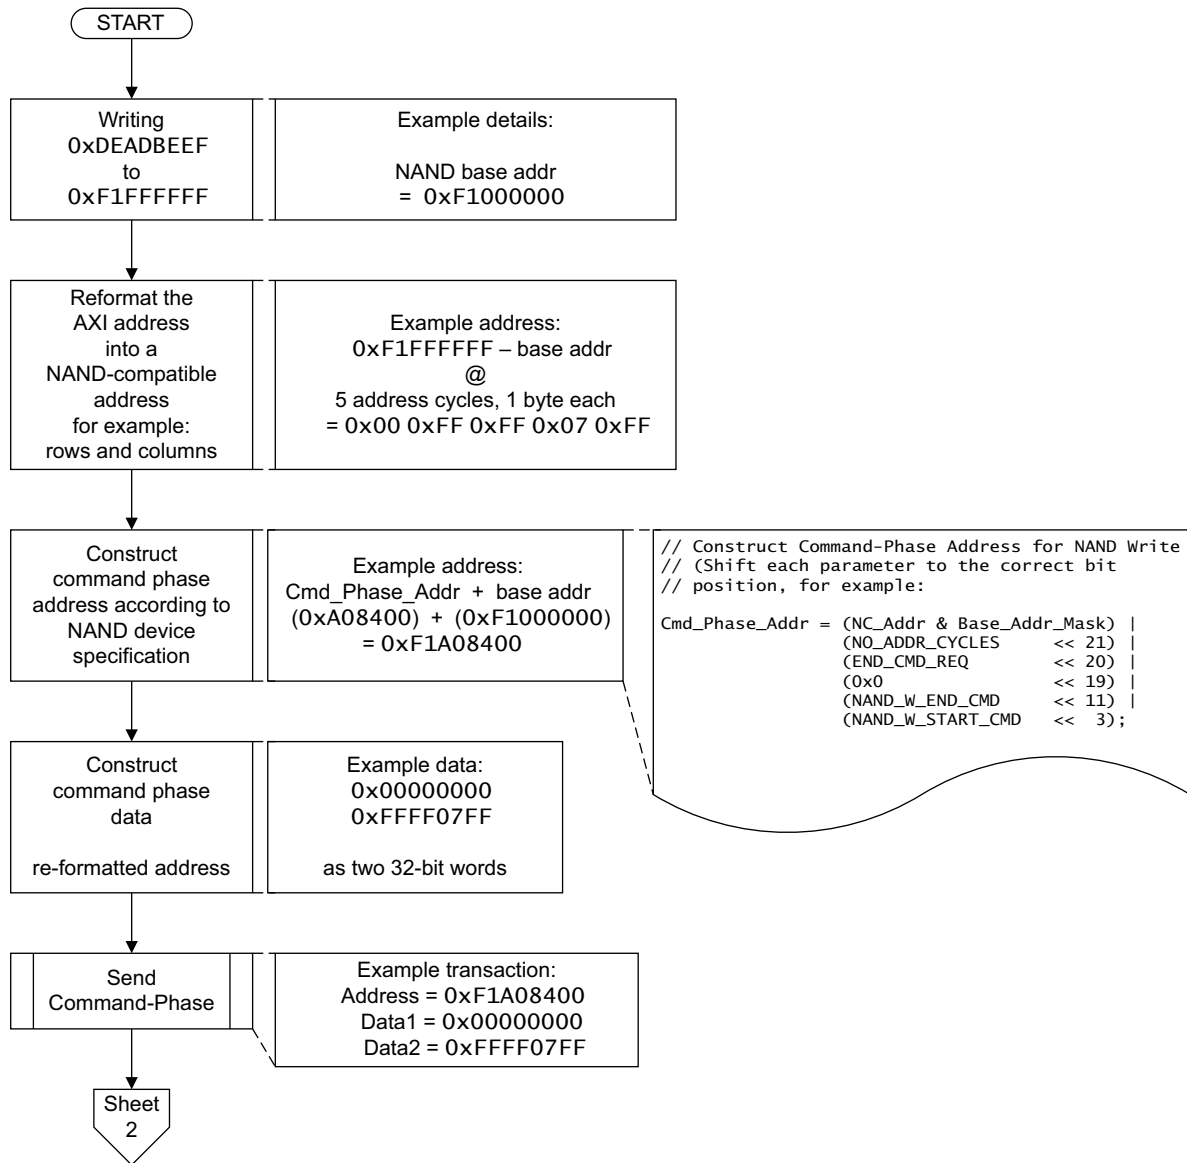 START
Writing
0xDEADBEEF
to
0xF1FFFFFF
Example details:
NAND base addr
= 0xF1000000
Reformat the
AXI address
into a
NAND-compatible
address
for example:
rows and columns
Example address:
0xF1FFFFFF – base addr
@
5 address cycles, 1 byte each
= 0x00 0xFF 0xFF 0x07 0xFF
Construct
command phase
address according to
NAND device
specification
Example address:
Cmd_Phase_Addr + base addr
(0xA08400) + (0xF1000000)
= 0xF1A08400
// Construct Command-Phase Address for NAND Write
// (Shift each parameter to the correct bit
// position, for example:
Cmd_Phase_Addr = (NC_Addr & Base_Addr_Mask) |
(NO_ADDR_CYCLES << 21) |
(END_CMD_REQ << 20) |
(0x0 << 19) |
(NAND_W_END_CMD << 11) |
(NAND_W_START_CMD << 3);
Construct
command phase
data
re-formatted address
Example data:
0x00000000
0xFFFF07FF
as two 32-bit words
Send
Command-Phase
Example transaction:
Address = 0xF1A08400
Data1 = 0x00000000
Data2 = 0xFFFF07FF
Sheet
2